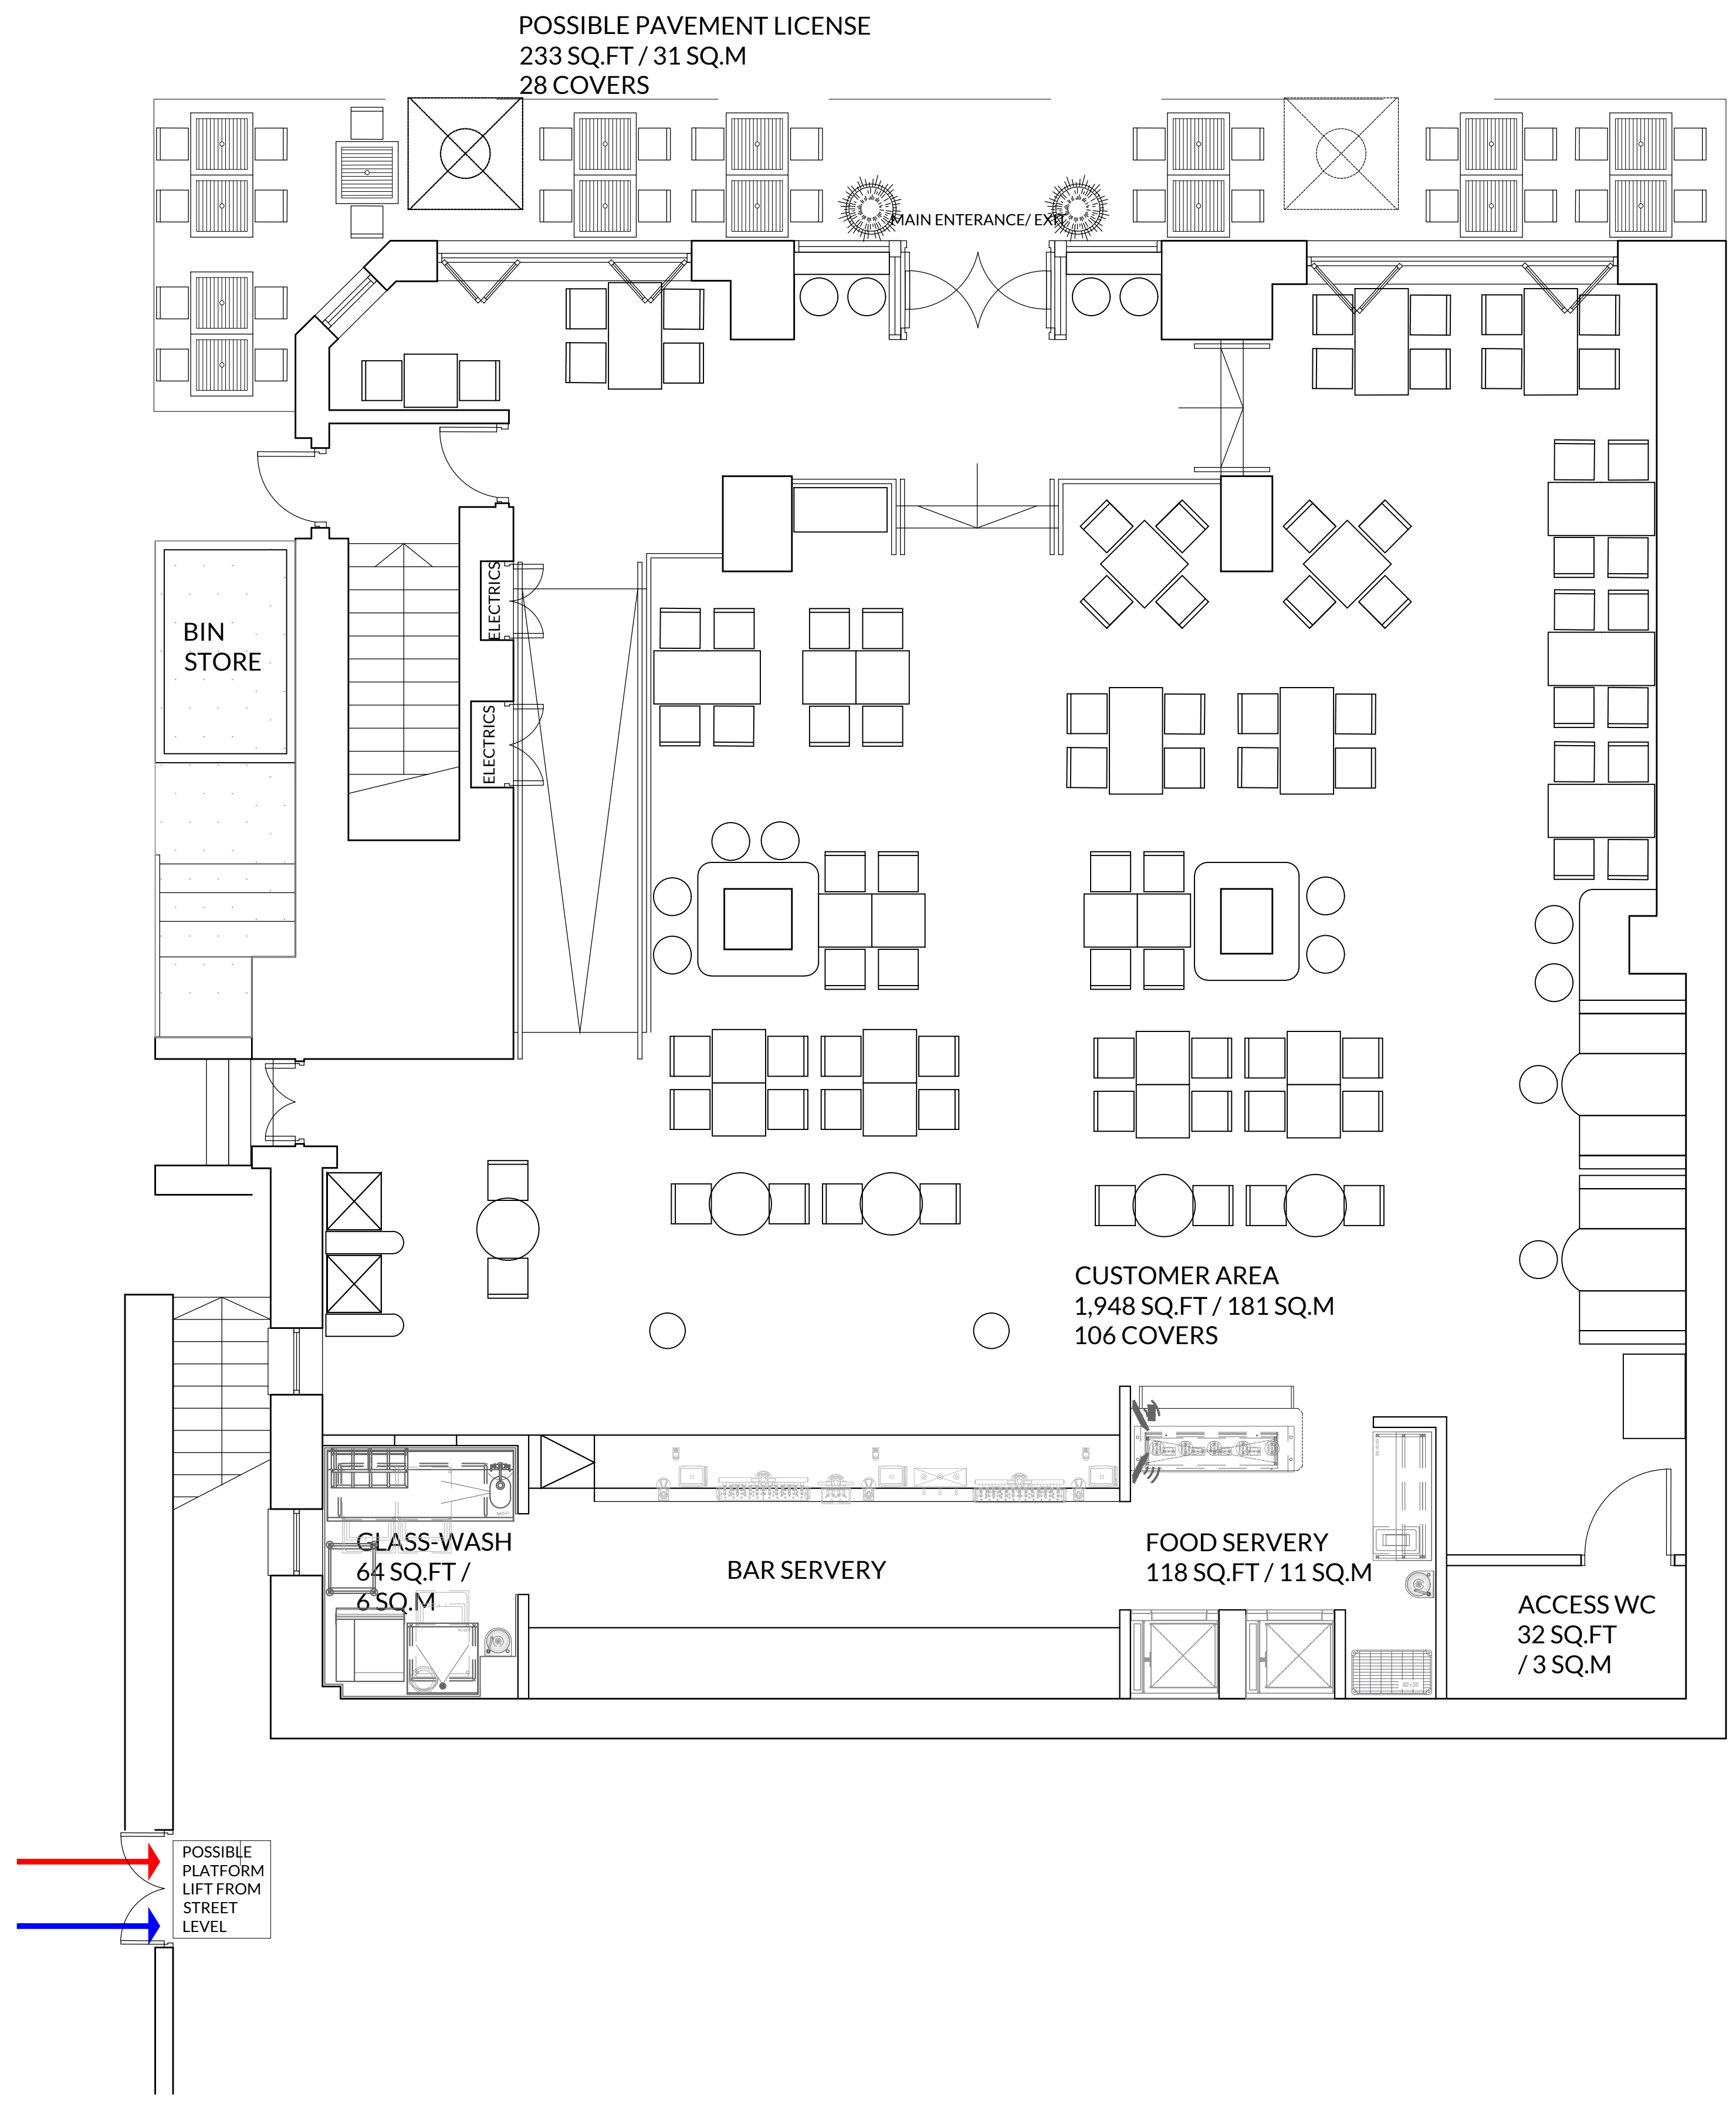 POSSIBLE PAVEMENT LICENSE
233 SQ.FT / 31 SQ.M
28 COVERS
MAIN ENTERANCE/ EXIT
BIN
STORE
ELECTRICS
ELECTRICS
CUSTOMER AREA
1,948 SQ.FT / 181 SQ.M
106 COVERS
GLASS-WASH
64 SQ.FT /
6 SQ.M
BAR SERVERY
FOOD SERVERY
118 SQ.FT / 11 SQ.M
ACCESS WC
32 SQ.FT
/ 3 SQ.M
POSSIBLE
PLATFORM
LIFT FROM
STREET
LEVEL